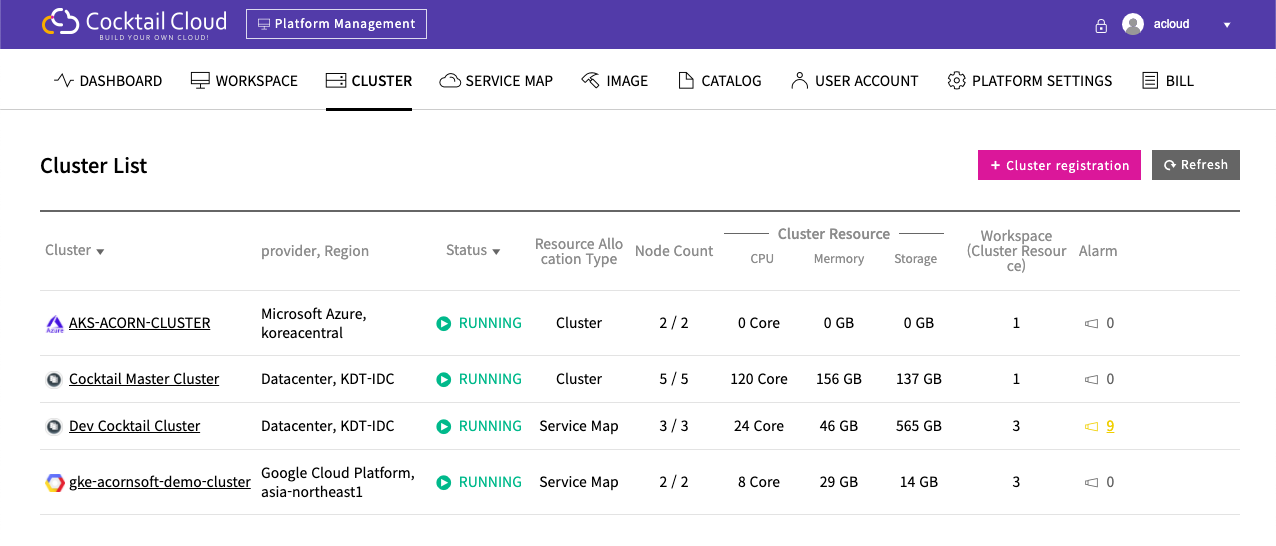 Cocktail Cloud
BUILD YOUR OWN CLOUD!
Platform Management
acloud
DASHBOARD WORKSPACE CLUSTER SERVICE MAP IMAGE CATALOG USER ACCOUNT PLATFORM SETTINGS BILL
Cluster List
+ Cluster registration
Refresh
Cluster provider, Region Status Resource Allo
cation Type Node Count Cluster Resource
CPU Mermory Storage
Workspace
(Cluster Resour
ce)
Alarm
Azure AKS-ACORN-CLUSTER Microsoft Azure,
koreacentral RUNNING Cluster 2 / 2 0 Core 0 GB 0 GB 1 0
Cocktail Master Cluster Datacenter, KDT-IDC RUNNING Cluster 5 / 5 120 Core 156 GB 137 GB 1 0
Dev Cocktail Cluster Datacenter, KDT-IDC RUNNING Service Map 3 / 3 24 Core 46 GB 565 GB 3 9
gke-acornsoft-demo-cluster Google Cloud Platform,
asia-northeast1 RUNNING Service Map 2 / 2 8 Core 29 GB 14 GB 3 0